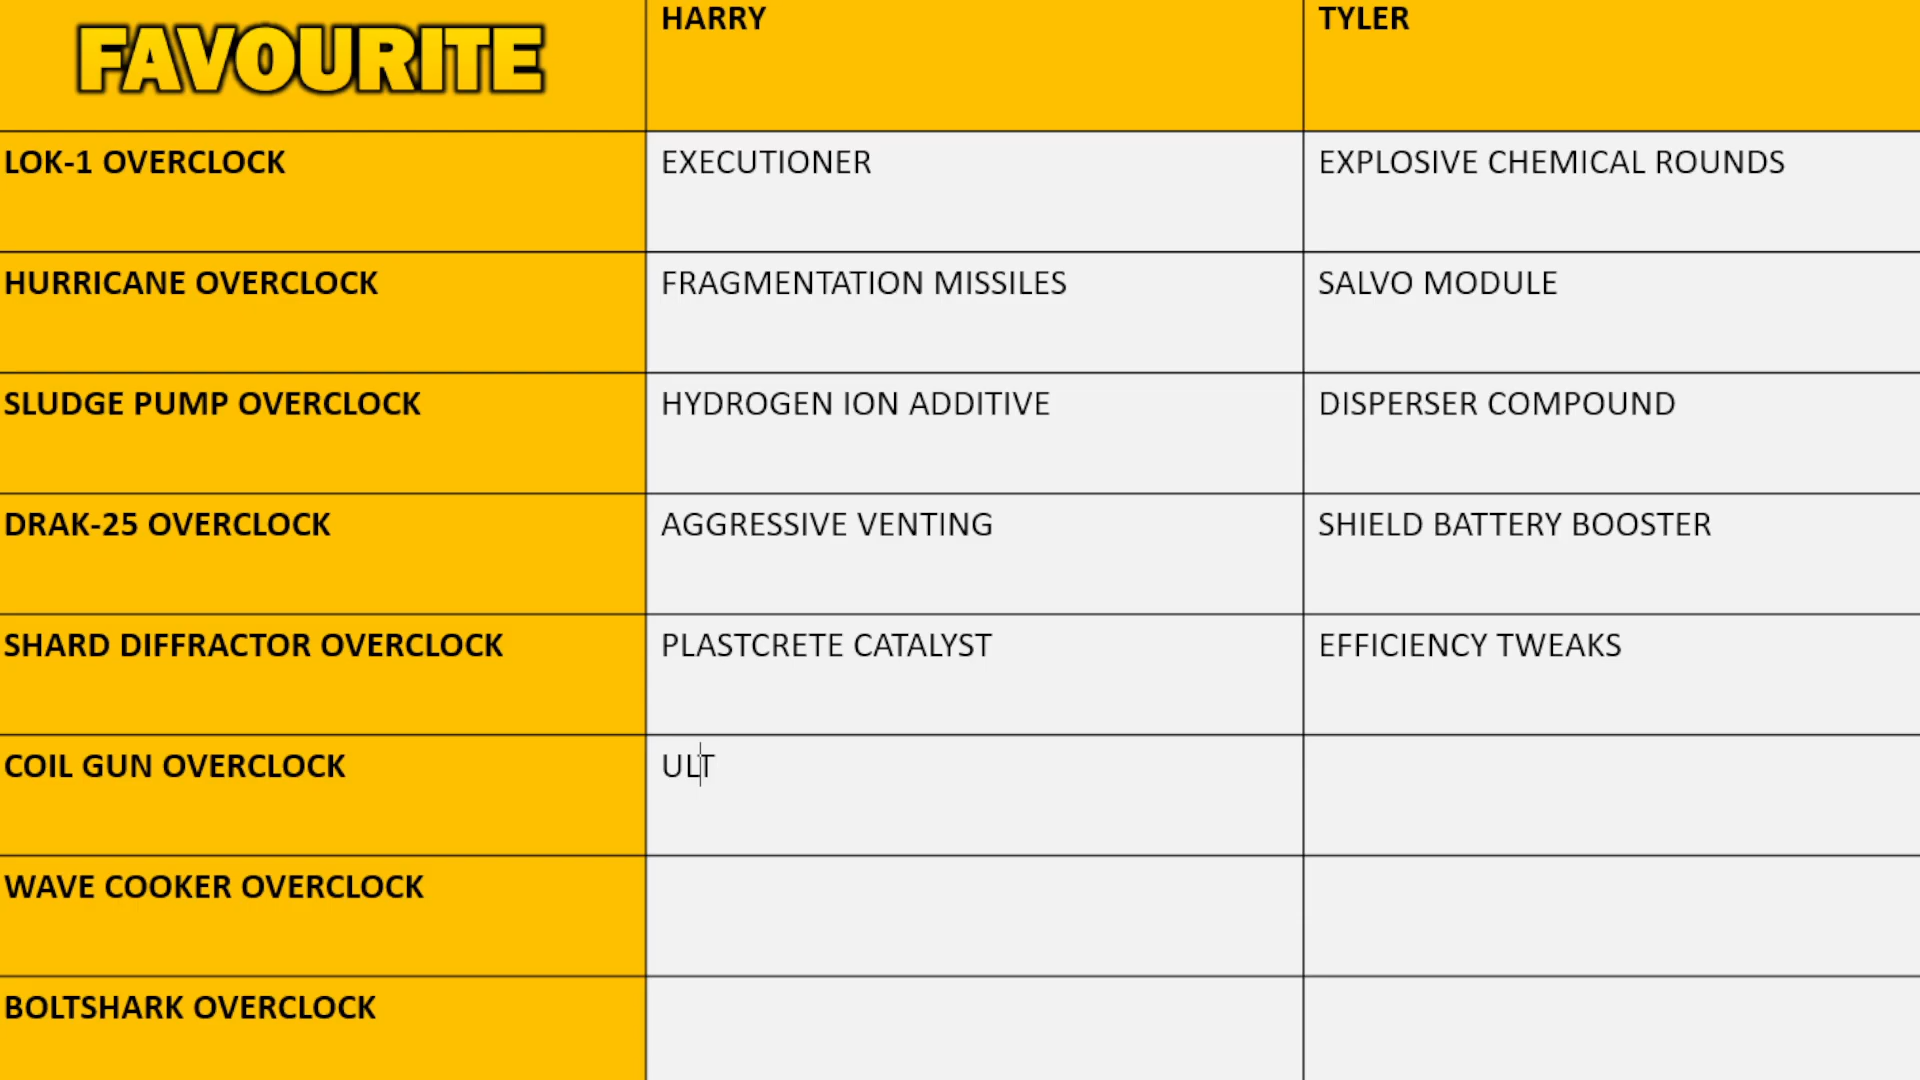 FAVOURITE HARRY TYLER
LOK-1 OVERCLOCK EXECUTIONER EXPLOSIVE CHEMICAL ROUNDS
HURRICANE OVERCLOCK FRAGMENTATION MISSILES SALVO MODULE
SLUDGE PUMP OVERCLOCK HYDROGEN ION ADDITIVE DISPERSER COMPOUND
DRAK-25 OVERCLOCK AGGRESSIVE VENTING SHIELD BATTERY BOOSTER
SHARD DIFFRACTOR OVERCLOCK PLASTCRETE CATALYST EFFICIENCY TWEAKS
COIL GUN OVERCLOCK ULT
WAVE COOKER OVERCLOCK
BOLTSHARK OVERCLOCK